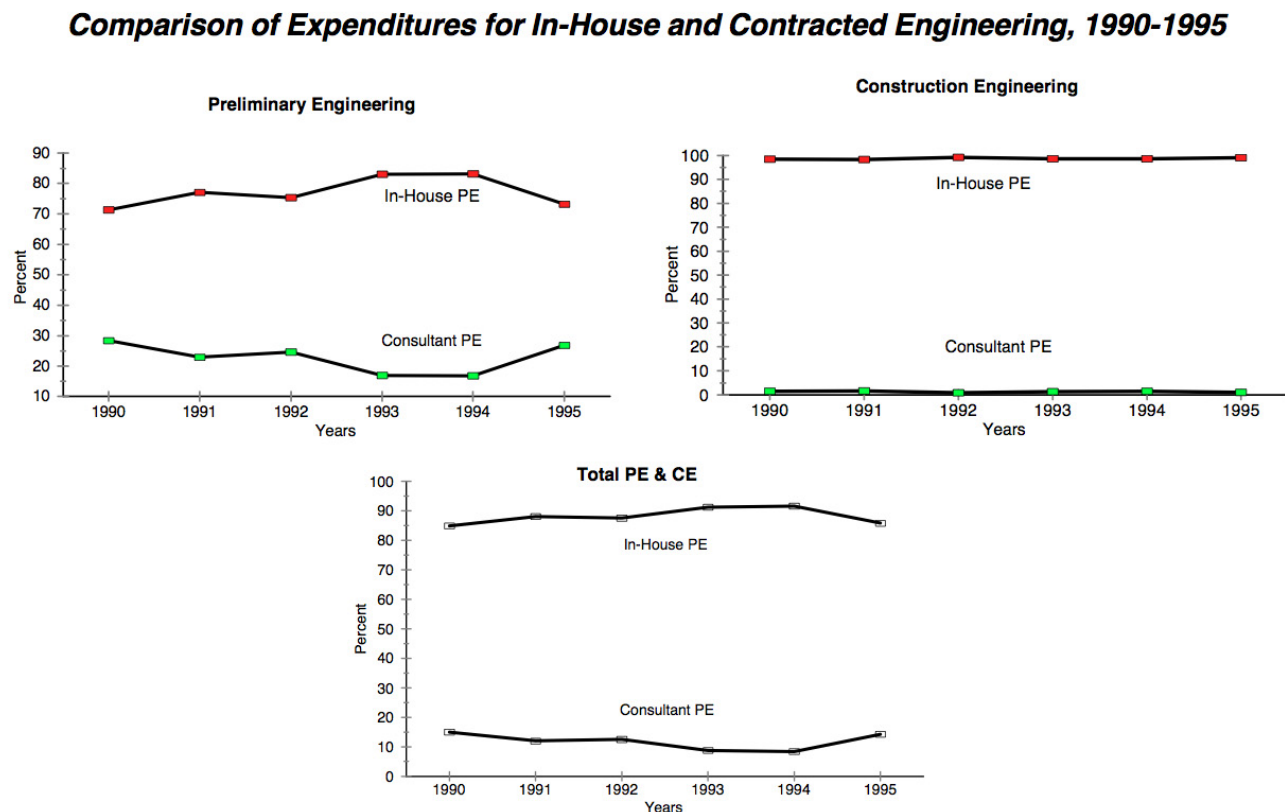 Comparison of Expenditures for In-House and Contracted Engineering, 1990-1995
Preliminary Engineering
90
80
70
60
50
40
30
20
10
Percent
In-House PE
Consultant PE
1990 1991 1992 1993 1994 1995
Years
Construction Engineering
100
90
80
70
60
50
40
30
20
10
0
Percent
In-House PE
Consultant PE
1990 1991 1992 1993 1994 1995
Years
Total PE & CE
100
90
80
70
60
50
40
30
20
10
0
Percent
In-House PE
Consultant PE
1990 1991 1992 1993 1994 1995
Years